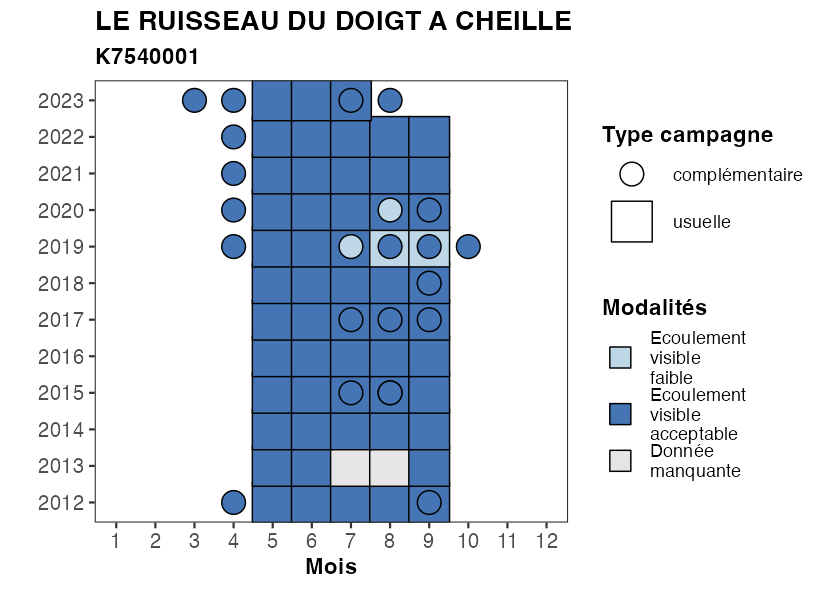 LE RUISSEAU DU DOIGT A CHEILLE
K7540001
2023
2022
2021
2020
2019
2018
2017
2016
2015
2014
2013
2012
1 2 3 4 5 6 7 8 9 10 11 12
Mois
Type campagne
complémentaire
usuelle
Modalités
Ecoulement
visible
faible
Ecoulement
visible
acceptable
Donnée
manquante